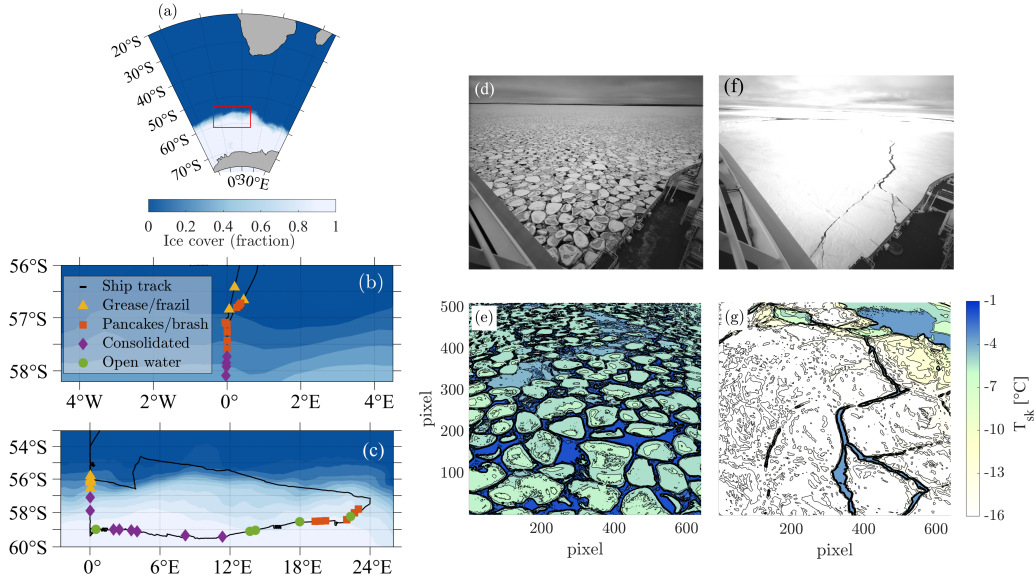 (a)
20°S
30°S
40°S
50°S
60°S
70°S
0°30°E
0 0.2 0.4 0.6 0.8 1
Ice cover (fraction)
56°S
57°S
58°S
(b)
Ship track
Grease/frazil
Pancakes/brash
Consolidated
Open water
4°W 2°W 0° 2°E 4°E
54°S
56°S
58°S
60°S
(c)
0° 6°E 12°E 18°E 24°E
(d)
(f)
(e)
500
400
300
200
100
pixel
200 400 600
pixel
(g)
200 400 600
pixel
-1
-4
-7
-10
-13
-16
T_sk [°C]